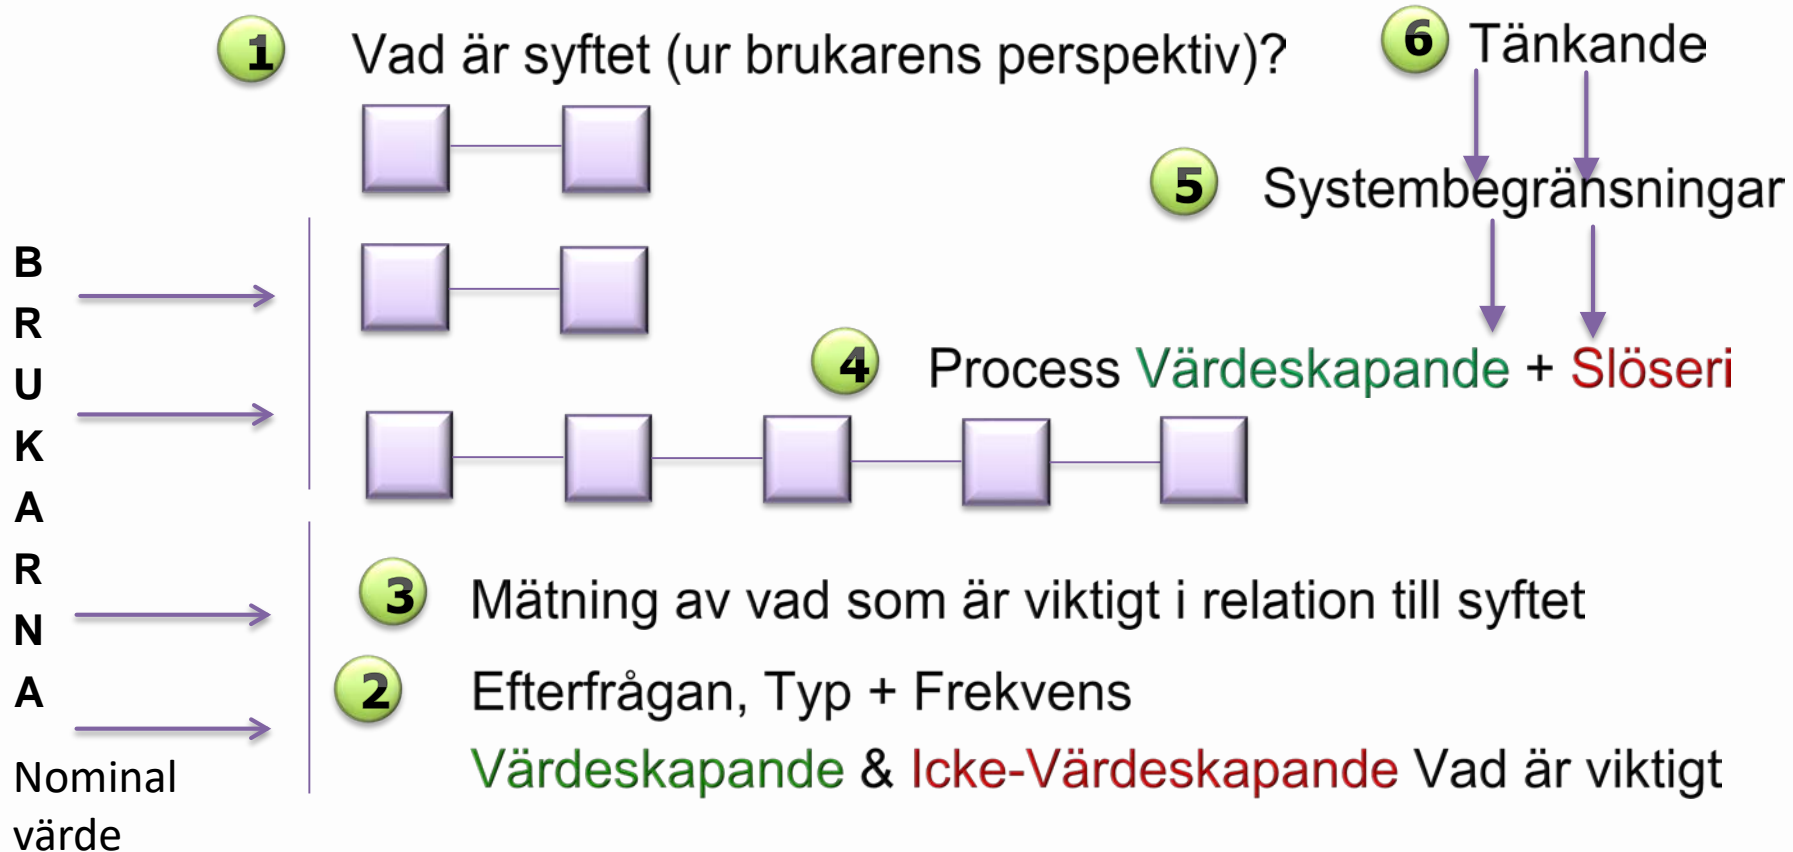 1 Vad är syftet (ur brukarens perspektiv)?
6 Tänkande
5 Systembegränsningar
4 Process Värdeskapande + Slöseri
BRUKARNA
Nominal
värde
3 Mätning av vad som är viktigt i relation till syftet
2 Efterfrågan, Typ + Frekvens
Värdeskapande & Icke-Värdeskapande Vad är viktigt